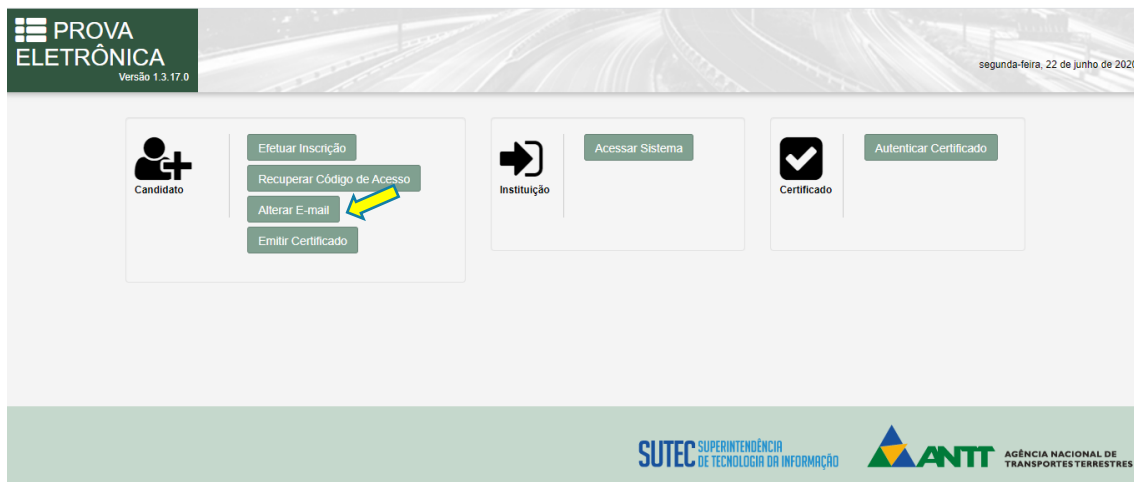 PROVA
ELETRÔNICA
Versão 1.3.17.0
segunda-feira, 22 de junho de 2020
Candidato
Efetuar Inscrição
Recuperar Código de Acesso
Alterar E-mail
Emitir Certificado
Instituição
Acessar Sistema
Certificado
Autenticar Certificado
SUTEC SUPERINTENDÊNCIA
DE TECNOLOGIA DA INFORMAÇÃO
ANTT AGÊNCIA NACIONAL DE
TRANSPORTES TERRESTRES